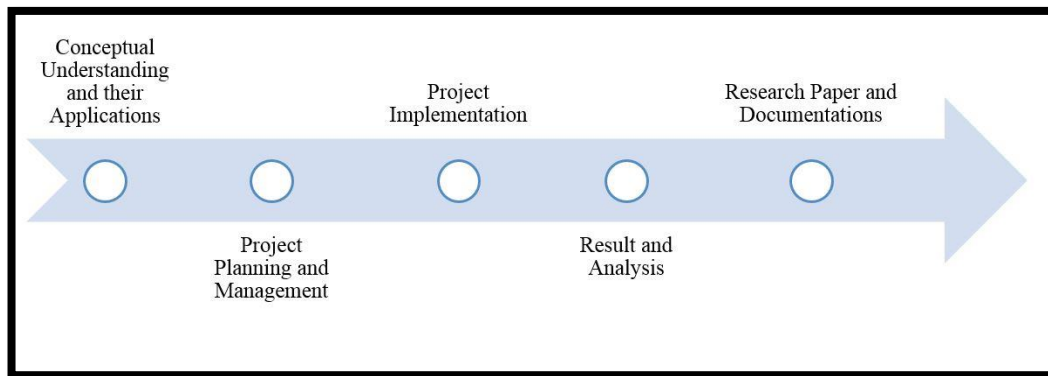 Conceptual
Understanding
and their
Applications
Project
Planning and
Management
Project
Implementation
Result and
Analysis
Research Paper and
Documentations